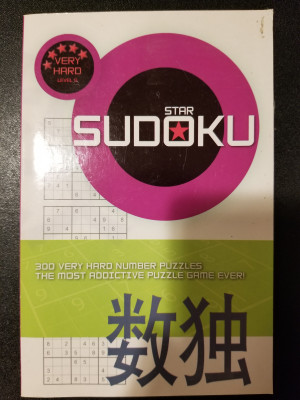 VERY
HARD
STAR
SUDOKU
300 VERY HARD NUMBER PUZZLES
THE MOST ADDICTIVE PUZZLE GAME EVER!
数独